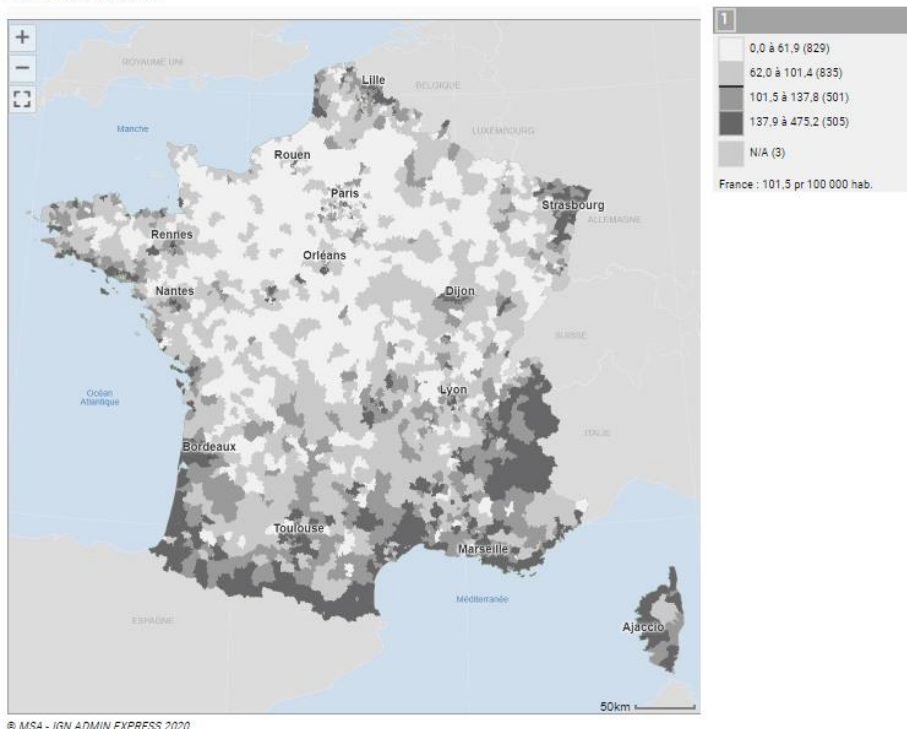 +
−
ROYAUME UNI
Lille
BELGIQUE
Manche
LUXEMBOURG
Rouen
Paris
Strasbourg
ALLEMAGNE
Rennes
Orléans
Nantes
Dijon
SUISSE
Océan
Atlantique
Lyon
ITALIE
Bordeaux
Toulouse
Marseille
Méditerranée
ESPAGNE
Ajaccio
50km
© MSA - IGN ADMIN EXPRESS 2020
1
0,0 à 61,9 (829)
62,0 à 101,4 (835)
101,5 à 137,8 (501)
137,9 à 475,2 (505)
N/A (3)
France : 101,5 pr 100 000 hab.